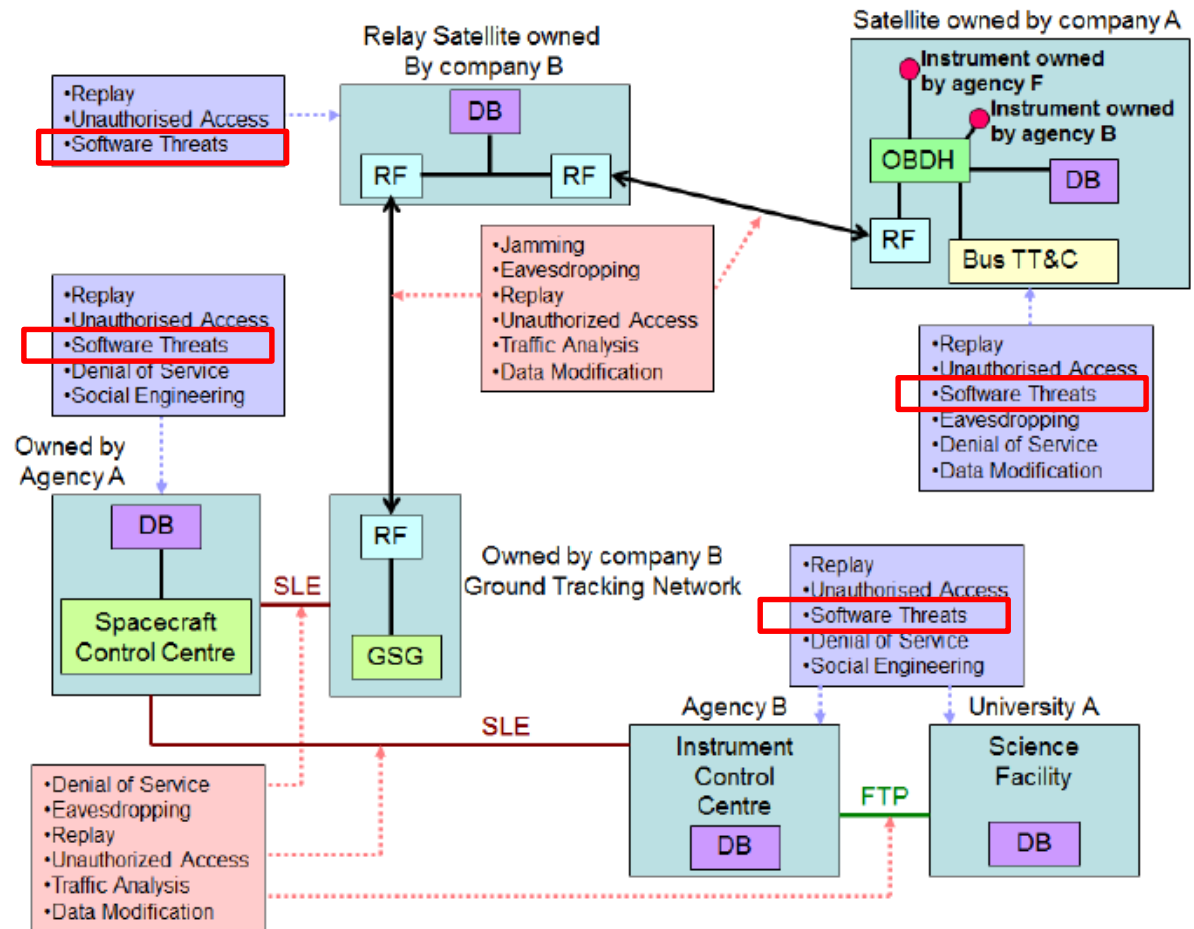 Relay Satellite owned
By company B
DB
RF
RF
Satellite owned by company A
Instrument owned
by agency F
Instrument owned
by agency B
OBDH
DB
RF
Bus TT&C
•Replay
•Unauthorised Access
•Software Threats
•Jamming
•Eavesdropping
•Replay
•Unauthorized Access
•Traffic Analysis
•Data Modification
•Replay
•Unauthorised Access
•Software Threats
•Denial of Service
•Social Engineering
•Replay
•Unauthorised Access
•Software Threats
•Eavesdropping
•Denial of Service
•Data Modification
Owned by
Agency A
DB
Spacecraft
Control Centre
SLE
RF
GSG
Owned by company B
Ground Tracking Network
•Replay
•Unauthorised Access
•Software Threats
•Denial of Service
•Social Engineering
SLE
Agency B
Instrument
Control
Centre
DB
FTP
University A
Science
Facility
DB
•Denial of Service
•Eavesdropping
•Replay
•Unauthorized Access
•Traffic Analysis
•Data Modification